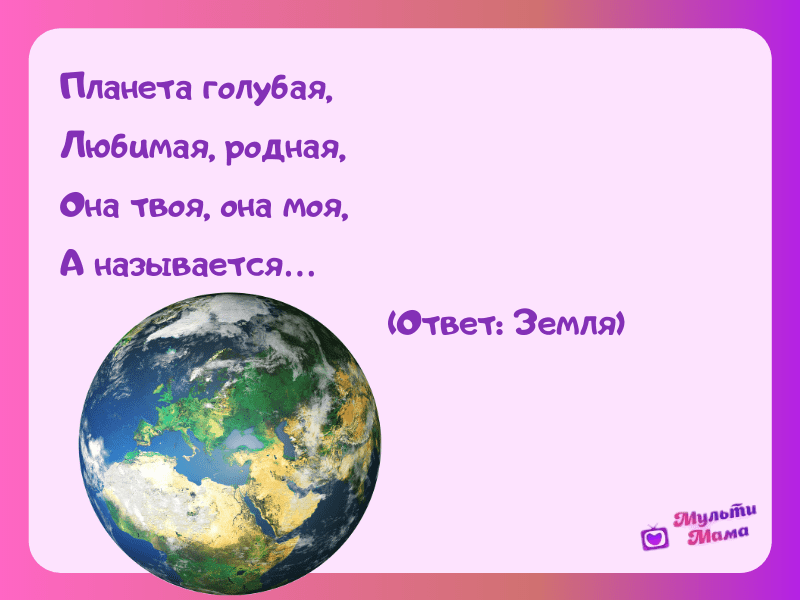 Планета голубая,
Любимая, родная,
Она твоя, она моя,
А называется...
(Ответ: Земля)
Мульти
Мама